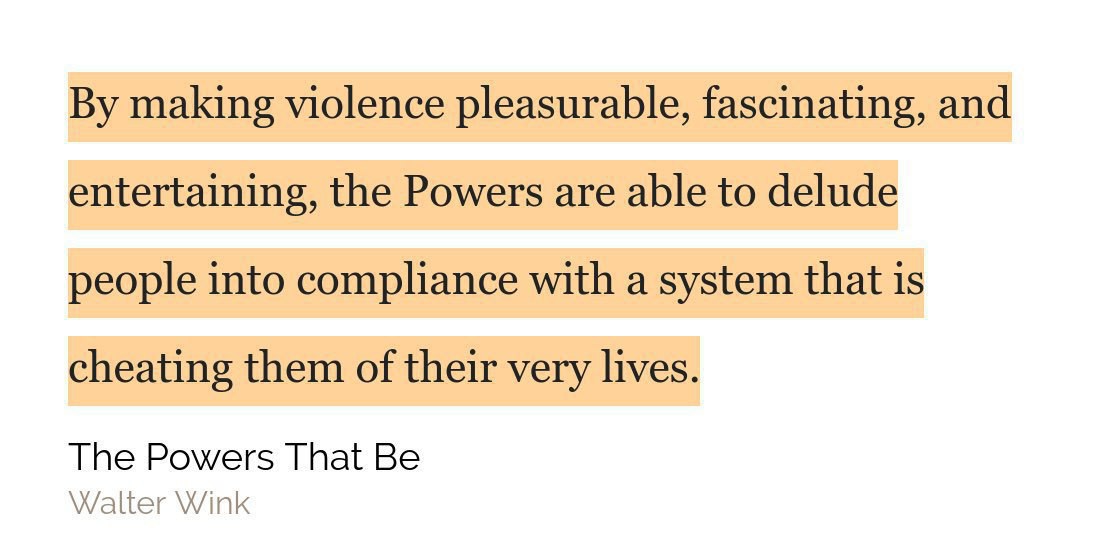 By making violence pleasurable, fascinating, and
entertaining, the Powers are able to delude
people into compliance with a system that is
cheating them of their very lives.
The Powers That Be
Walter Wink